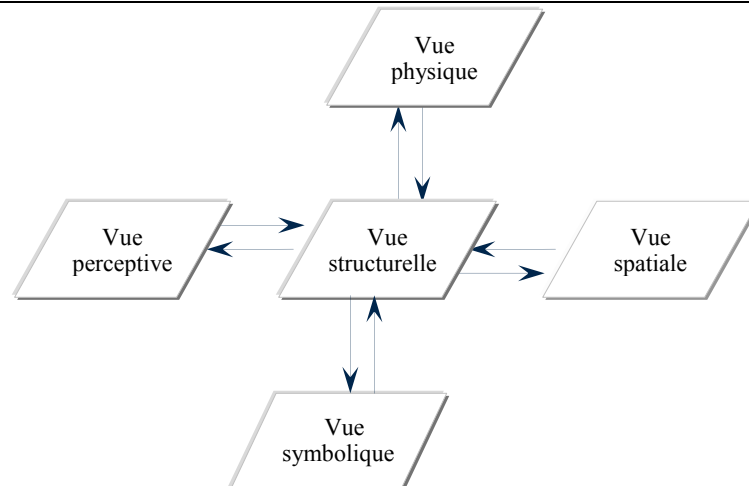 Vue
physique
Vue
perceptive
Vue
structurelle
Vue
spatiale
Vue
symbolique